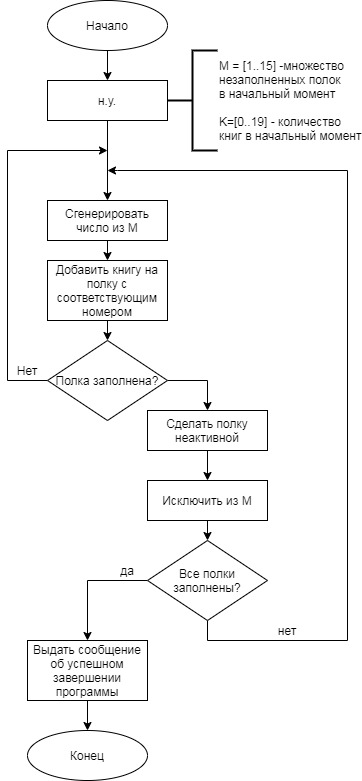 Начало
н.у.
M = [1..15] -множество
незаполненных полок
в начальный момент
K=[0..19] - количество
книг в начальный момент
Сгенерировать
число из M
Добавить книгу на
полку с
соответствующим
номером
Нет
Полка заполнена?
Сделать полку
неактивной
Исключить из M
да
Все полки
заполнены?
нет
Выдать сообщение
об успешном
завершении
программы
Конец